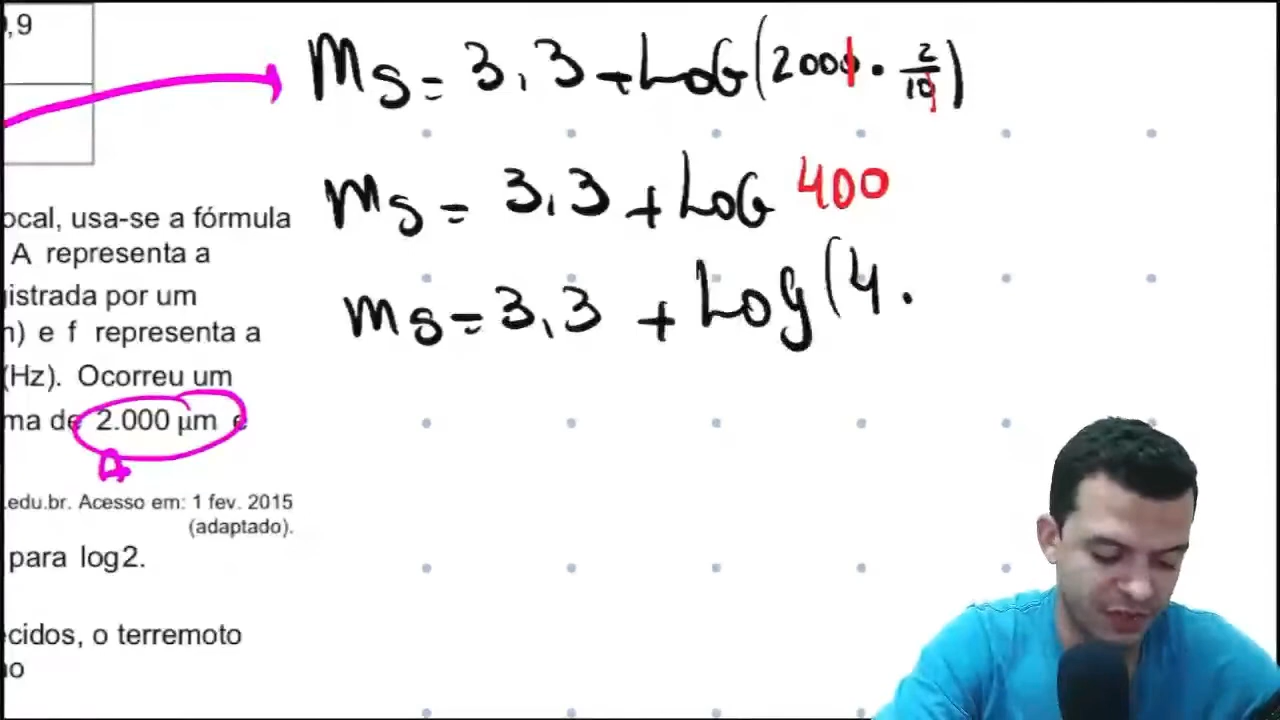 ,9
Ms = 3,3 + Log(2000 · 2/10)
Ms = 3,3 + Log 400
Ms = 3,3 + Log(4 ·
ocal, usa-se a fórmula
A representa a
istrada por um
n) e f representa a
(Hz). Ocorreu um
ma de 2.000 µm e
A
.edu.br. Acesso em: 1 fev. 2015
(adaptado).
para log2.
ecidos, o terremoto
no